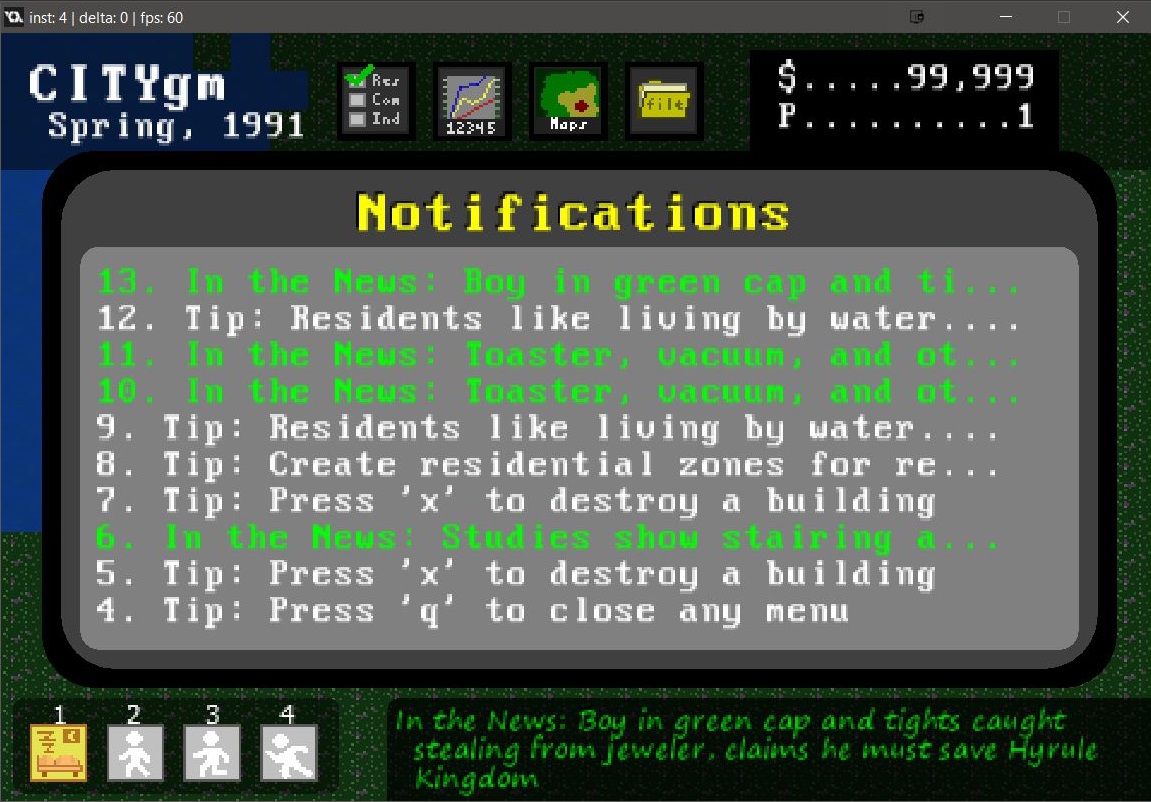 inst: 4 | delta: 0 | fps: 60
CITYgm
Spring, 1991
Res
Com
Ind
12345
Maps
file
$.....99,999
P..........1
Notifications
13. In the News: Boy in green cap and ti...
12. Tip: Residents like living by water....
11. In the News: Toaster, vacuum, and ot...
10. In the News: Toaster, vacuum, and ot...
9. Tip: Residents like living by water....
8. Tip: Create residential zones for re...
7. Tip: Press 'x' to destroy a building
6. In the News: Studies show stairing a...
5. Tip: Press 'x' to destroy a building
4. Tip: Press 'q' to close any menu
1 2 3 4
z z z
In the News: Boy in green cap and tights caught
stealing from jeweler, claims he must save Hyrule
Kingdom